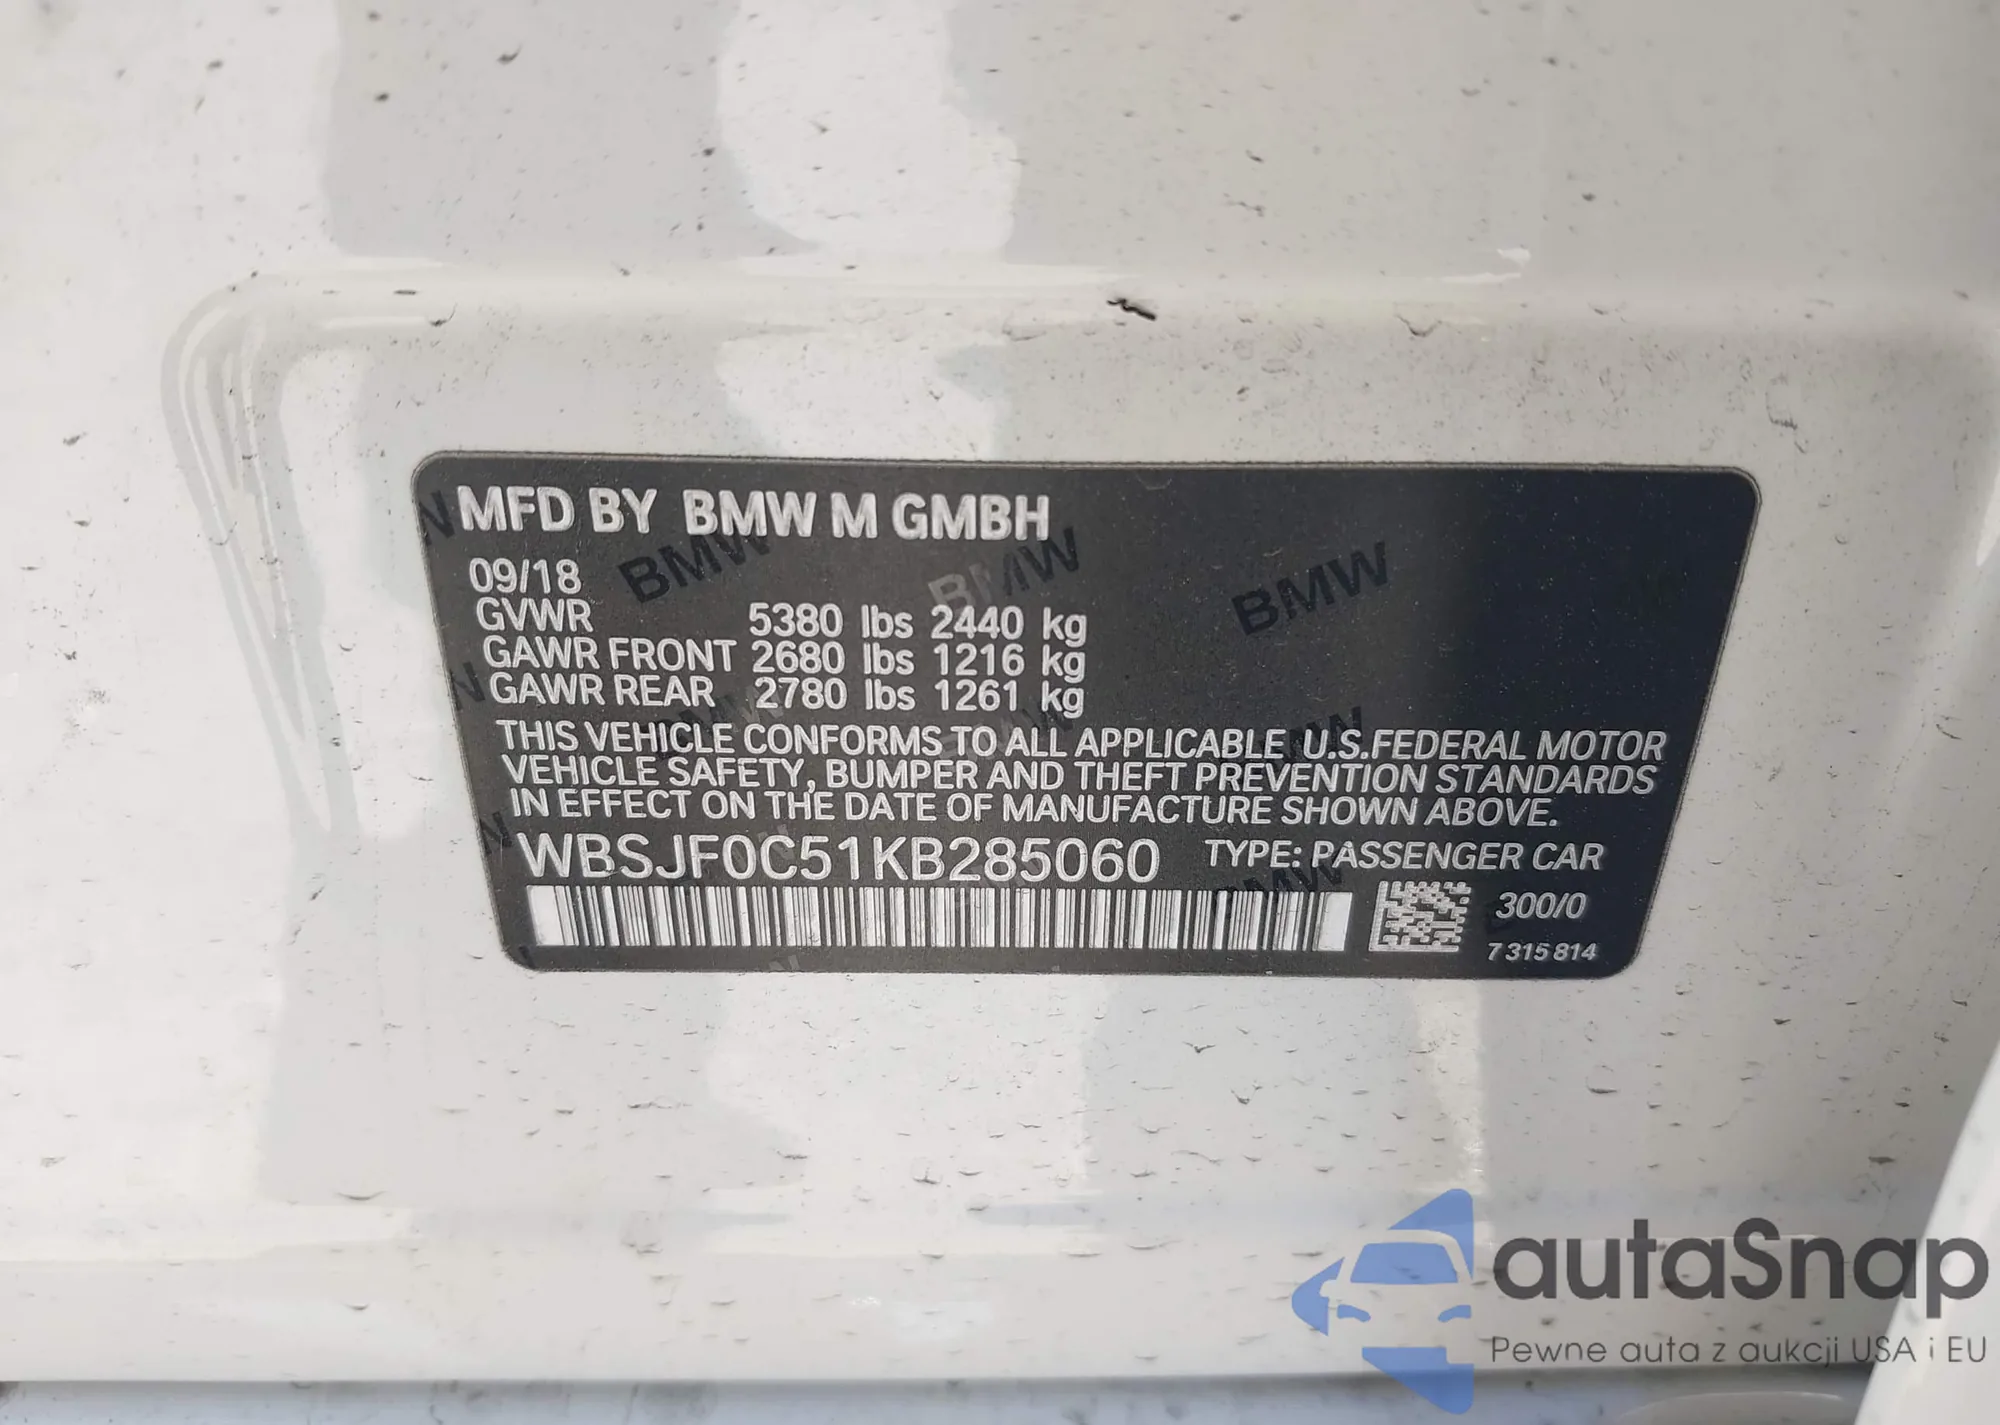 MFD BY BMW M GMBH
09/18
GVWR 5380 lbs 2440 kg
GAWR FRONT 2680 lbs 1216 kg
GAWR REAR 2780 lbs 1261 kg
THIS VEHICLE CONFORMS TO ALL APPLICABLE U.S.FEDERAL MOTOR
VEHICLE SAFETY, BUMPER AND THEFT PREVENTION STANDARDS
IN EFFECT ON THE DATE OF MANUFACTURE SHOWN ABOVE.
WBSJF0C51KB285060 TYPE: PASSENGER CAR
300/0
7 315 814
BMW BMW BMW
autaSnap
Pewne auta z aukcji USA i EU